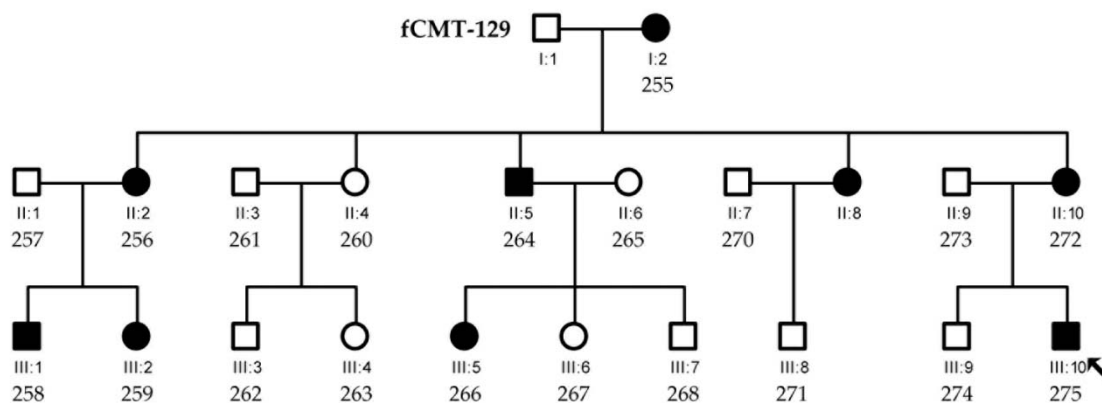 fCMT-129
I:1 I:2
255
II:1 II:2 II:3 II:4 II:5 II:6 II:7 II:8 II:9 II:10
257 256 261 260 264 265 270 273 272
III:1 III:2 III:3 III:4 III:5 III:6 III:7 III:8 III:9 III:10
258 259 262 263 266 267 268 271 274 275